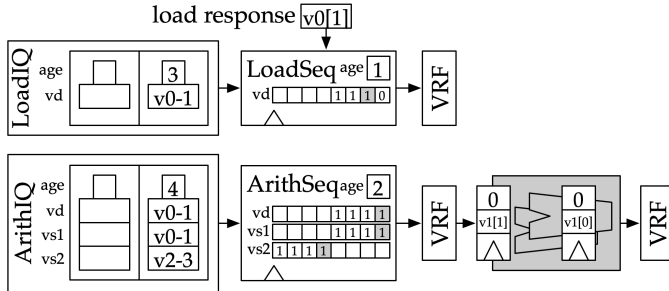 load response v0[1]
LoadIQ
age 3
vd v0-1
LoadSeq age 1
vd 1 1 1 0
VRF
ArithIQ
age 4
vd v0-1
vs1 v0-1
vs2 v2-3
ArithSeq age 2
vd 1 1 1 1
vs1 1 1 1 1
vs2 1 1 1 1
VRF
0 0
v1[1] v1[0]
VRF